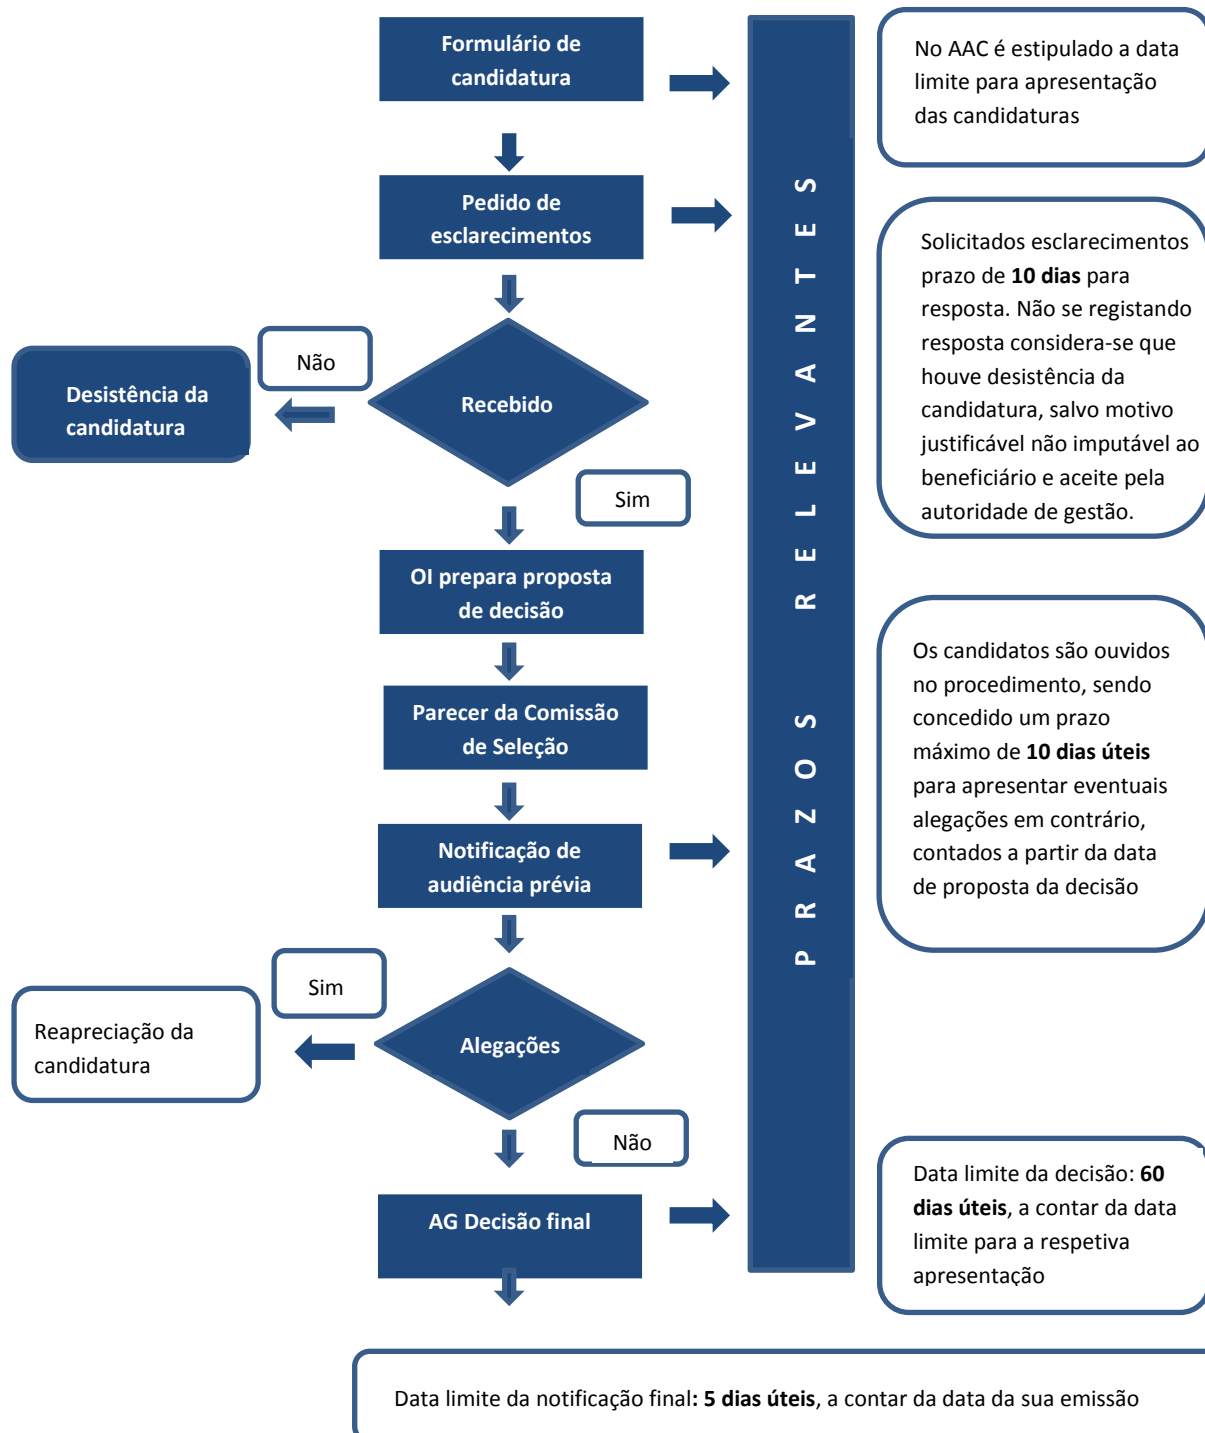 Formulário de
candidatura
No AAC é estipulado a data
limite para apresentação
das candidaturas
Pedido de
esclarecimentos
Solicitados esclarecimentos
prazo de 10 dias para
resposta. Não se registando
resposta considera-se que
houve desistência da
candidatura, salvo motivo
justificável não imputável ao
beneficiário e aceite pela
autoridade de gestão.
Não
Desistência da
candidatura
Recebido
Sim
OI prepara proposta
de decisão
Parecer da Comissão
de Seleção
Os candidatos são ouvidos
no procedimento, sendo
concedido um prazo
máximo de 10 dias úteis
para apresentar eventuais
alegações em contrário,
contados a partir da data
de proposta da decisão
Notificação de
audiência prévia
Sim
Reapreciação da
candidatura
Alegações
Não
AG Decisão final
Data limite da decisão: 60
dias úteis, a contar da data
limite para a respetiva
apresentação
PRAZOS RELEVANTES
Data limite da notificação final: 5 dias úteis, a contar da data da sua emissão